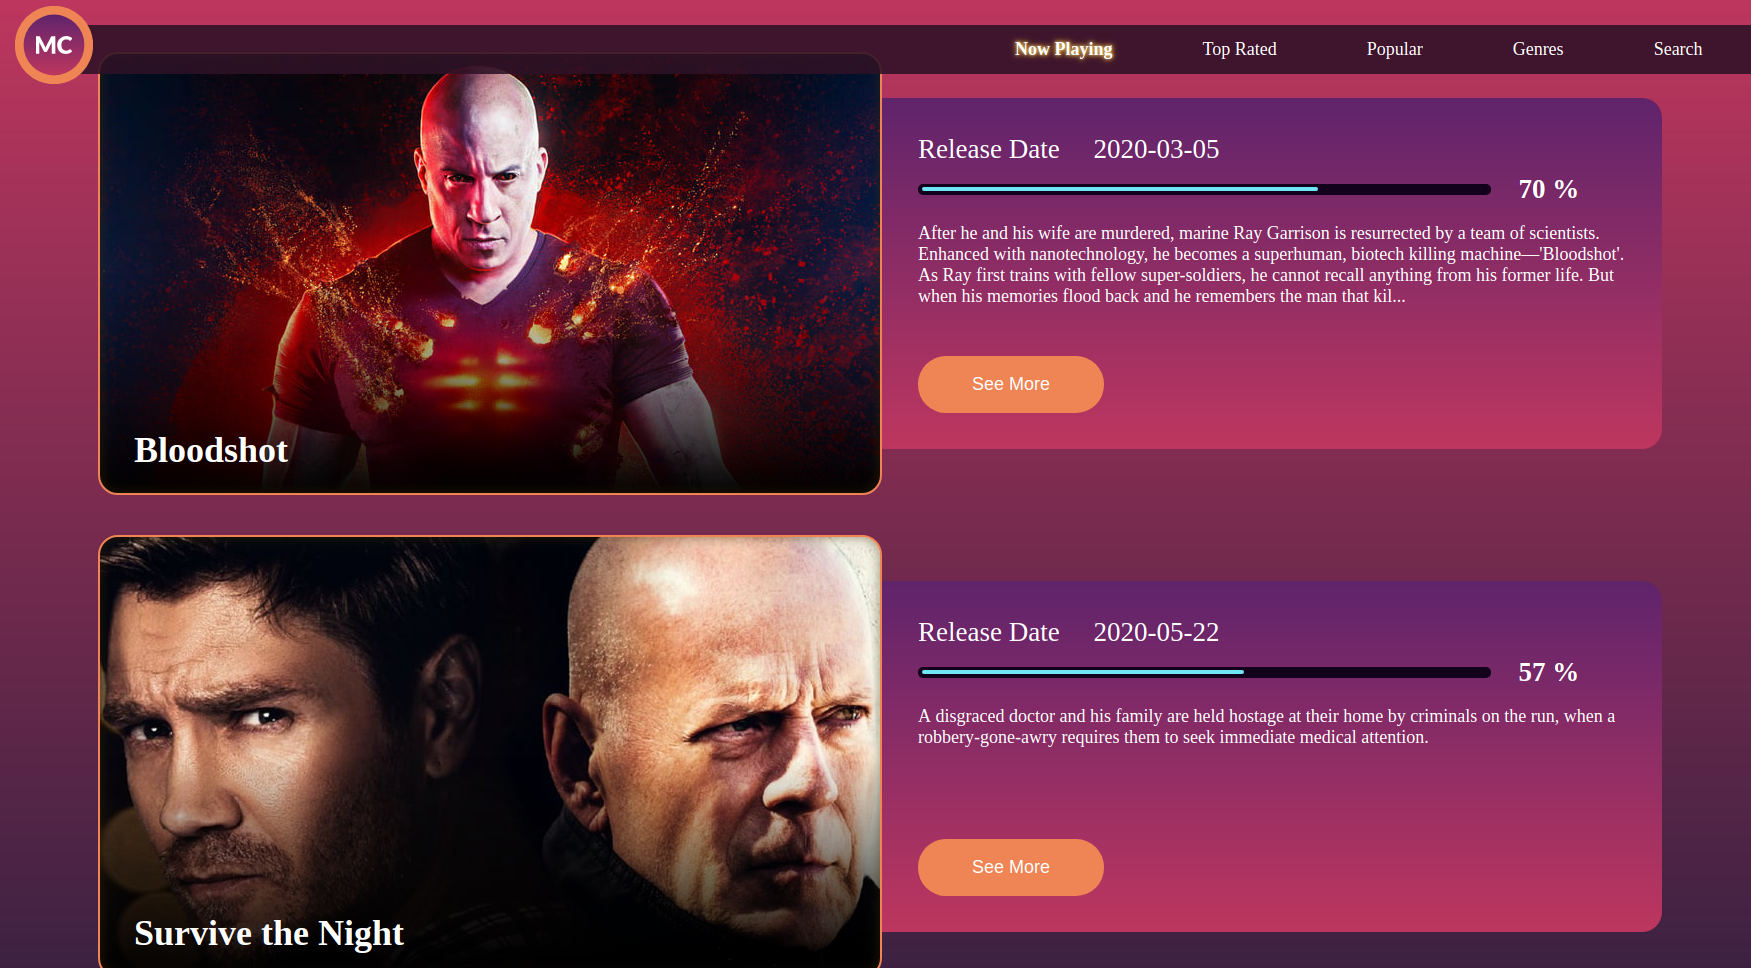 MC
Now Playing
Top Rated
Popular
Genres
Search
Bloodshot
Release Date 2020-03-05
70 %
After he and his wife are murdered, marine Ray Garrison is resurrected by a team of scientists.
Enhanced with nanotechnology, he becomes a superhuman, biotech killing machine—'Bloodshot'.
As Ray first trains with fellow super-soldiers, he cannot recall anything from his former life. But
when his memories flood back and he remembers the man that kil...
See More
Survive the Night
Release Date 2020-05-22
57 %
A disgraced doctor and his family are held hostage at their home by criminals on the run, when a
robbery-gone-awry requires them to seek immediate medical attention.
See More